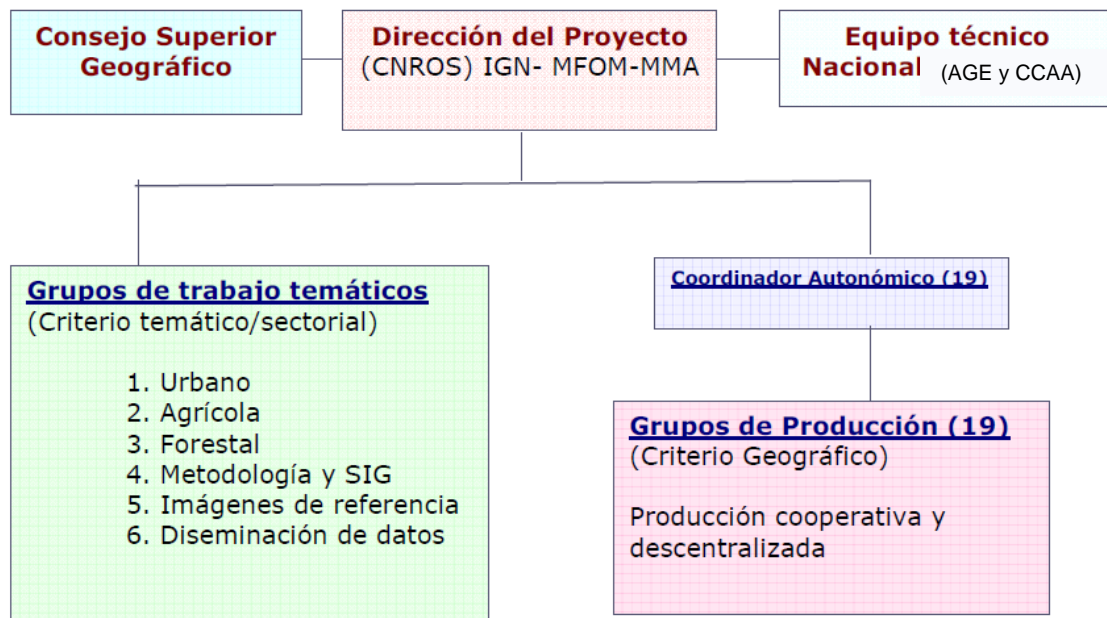 Consejo Superior
Geográfico
Dirección del Proyecto
(CNROS) IGN- MFOM-MMA
Equipo técnico
Nacional (AGE y CCAA)
Grupos de trabajo temáticos
(Criterio temático/sectorial)
1. Urbano
2. Agrícola
3. Forestal
4. Metodología y SIG
5. Imágenes de referencia
6. Diseminación de datos
Coordinador Autonómico (19)
Grupos de Producción (19)
(Criterio Geográfico)
Producción cooperativa y
descentralizada